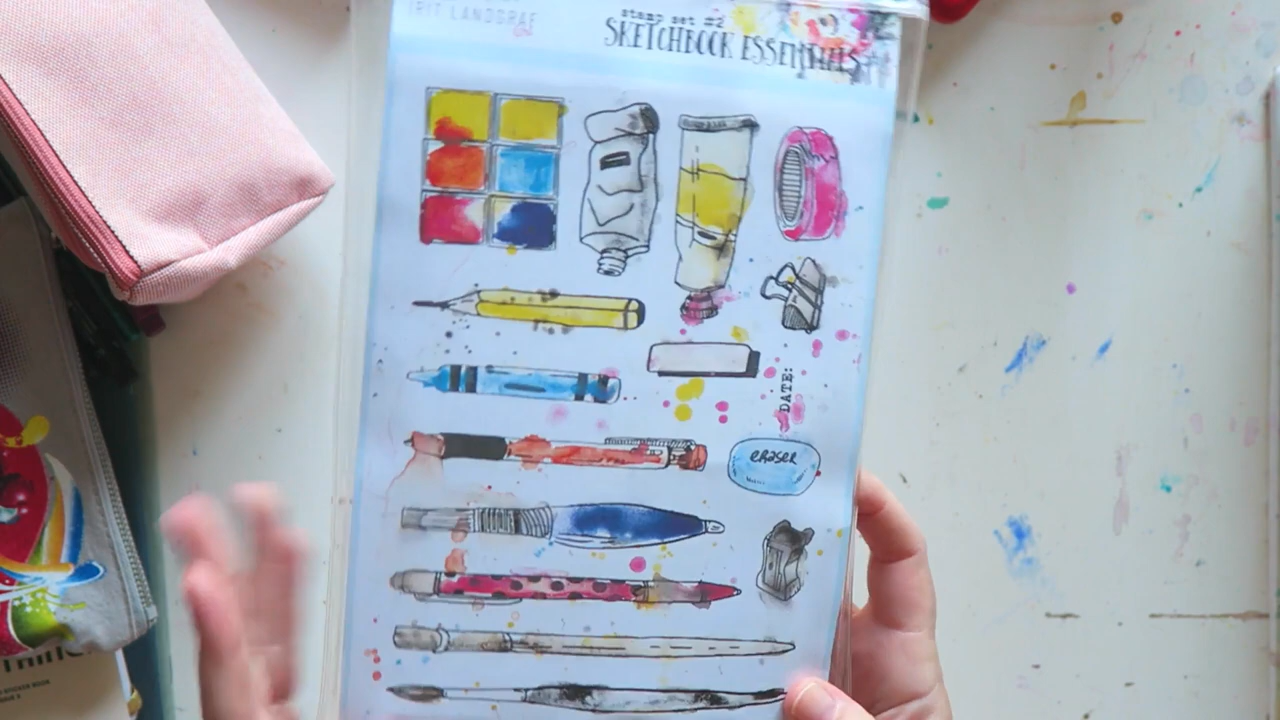 IRIT LANDGRAF
stamp set #2
SKETCHBOOK ESSENTIALS
DATE:
eraser